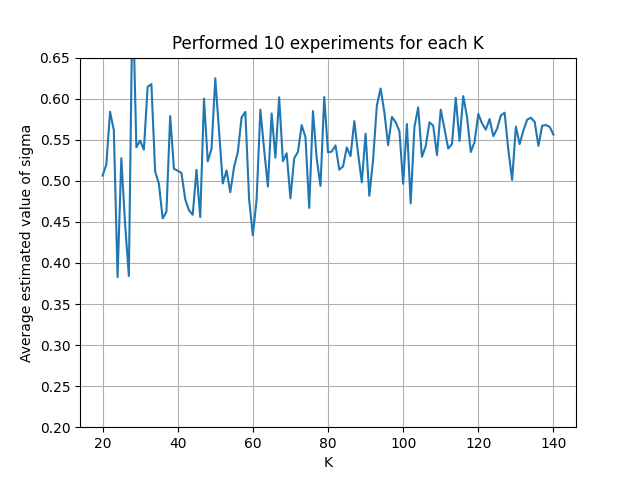 Performed 10 experiments for each K
0.65
0.60
0.55
0.50
0.45
0.40
0.35
0.30
0.25
0.20
Average estimated value of sigma
20 40 60 80 100 120 140
K